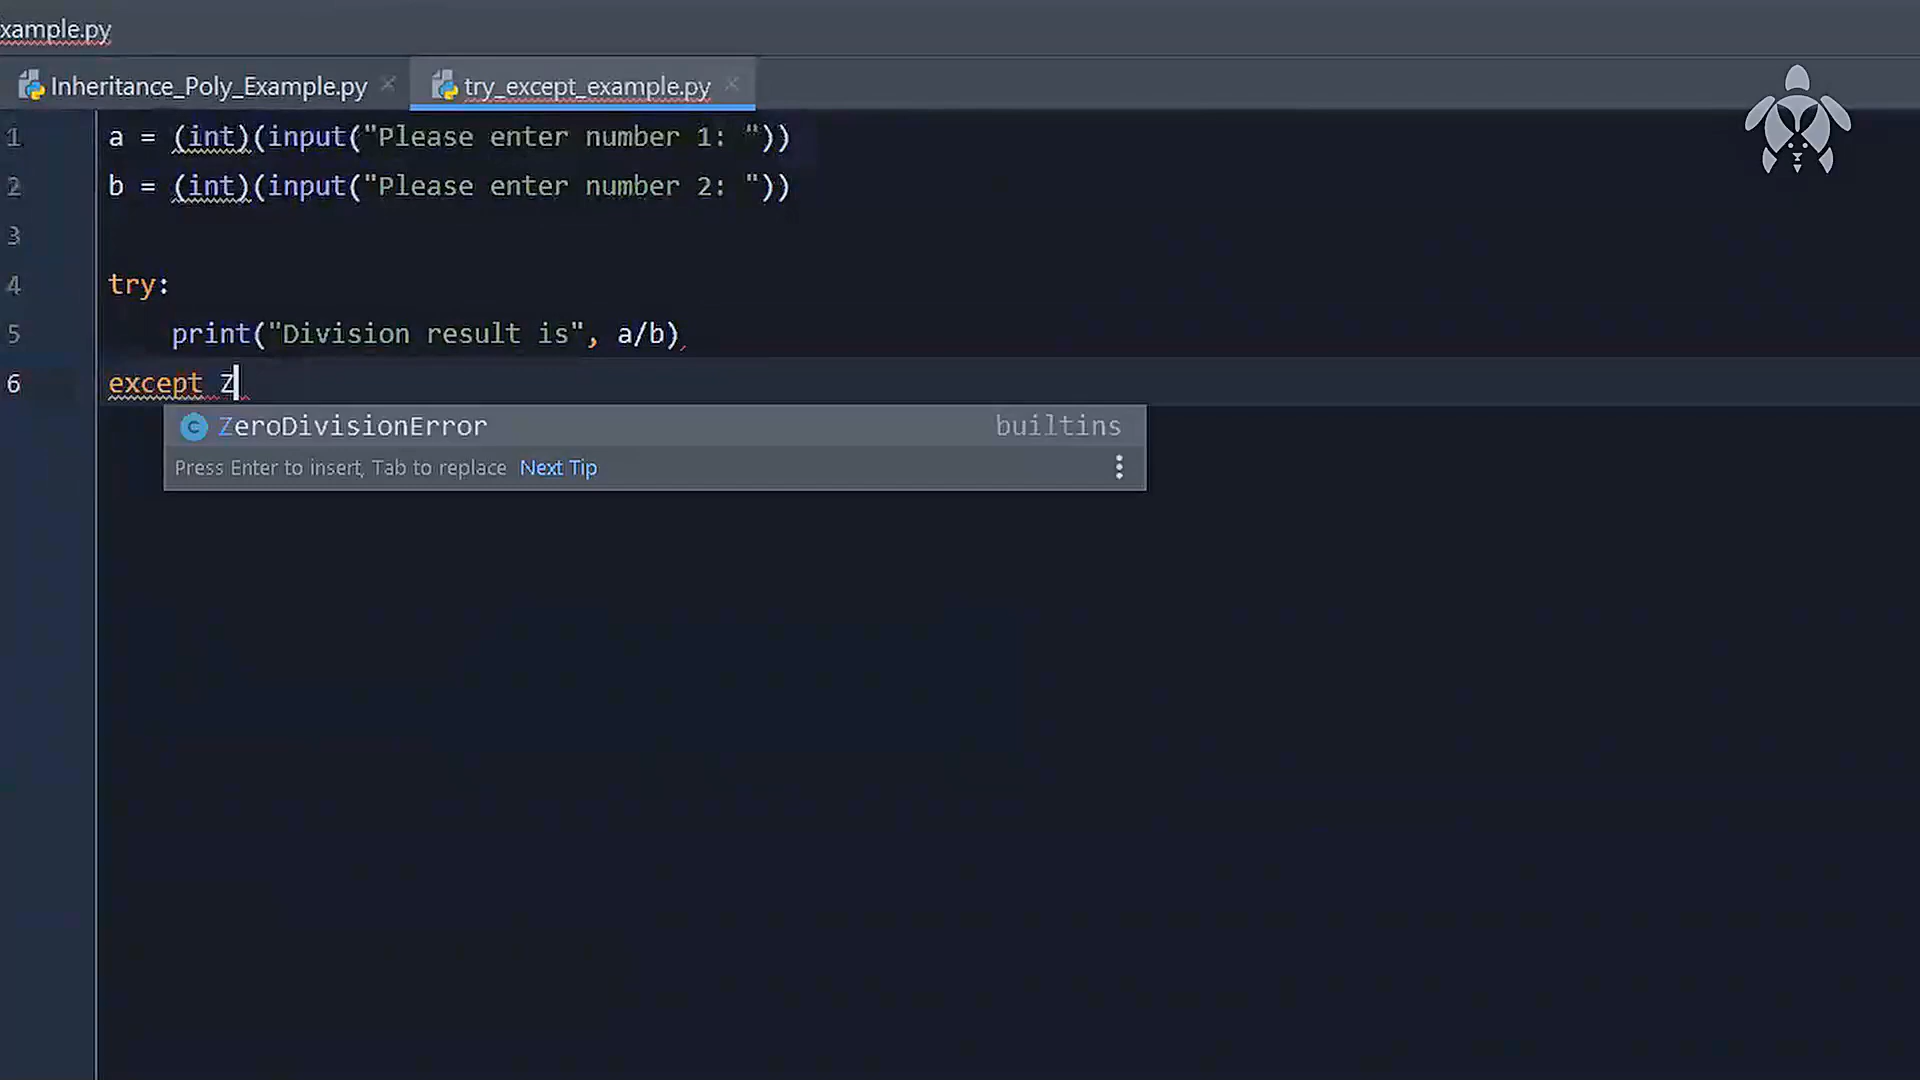 xample.py
Inheritance_Poly_Example.py
try_except_example.py
1 a = (int)(input("Please enter number 1: "))
2 b = (int)(input("Please enter number 2: "))
3
4 try:
5 print("Division result is", a/b)
6 except Z
ZeroDivisionError builtins
Press Enter to insert, Tab to replace Next Tip